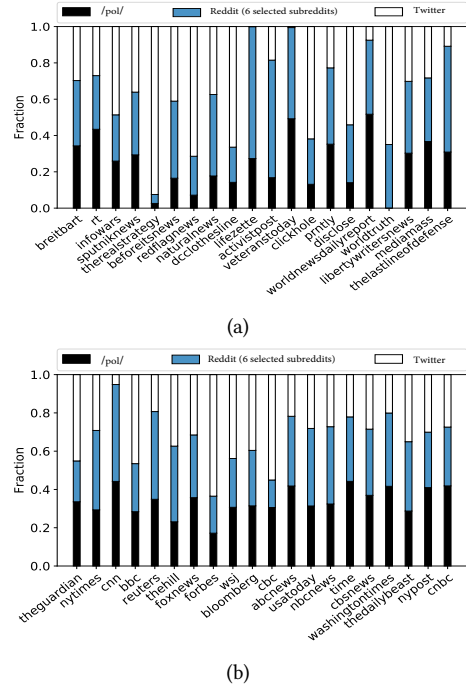 /pol/ Reddit (6 selected subreddits) Twitter
1.0
0.8
0.6
0.4
0.2
0.0
Fraction
breitbart
rt
infowars
sputniknews
therealstrategy
beforeitsnews
redflagnews
naturalnews
dcclothesline
lifezette
activistpost
veteranstoday
clickhole
prntly
disclose
worldnewsdailyreport
worldtruth
libertywritersnews
mediamass
thelastlineofdefense
(a)
/pol/ Reddit (6 selected subreddits) Twitter
1.0
0.8
0.6
0.4
0.2
0.0
Fraction
theguardian
nytimes
cnn
bbc
reuters
thehill
foxnews
forbes
wsj
bloomberg
cbc
abcnews
usatoday
nbcnews
time
cbsnews
washingtontimes
thedailybeast
nypost
cnbc
(b)